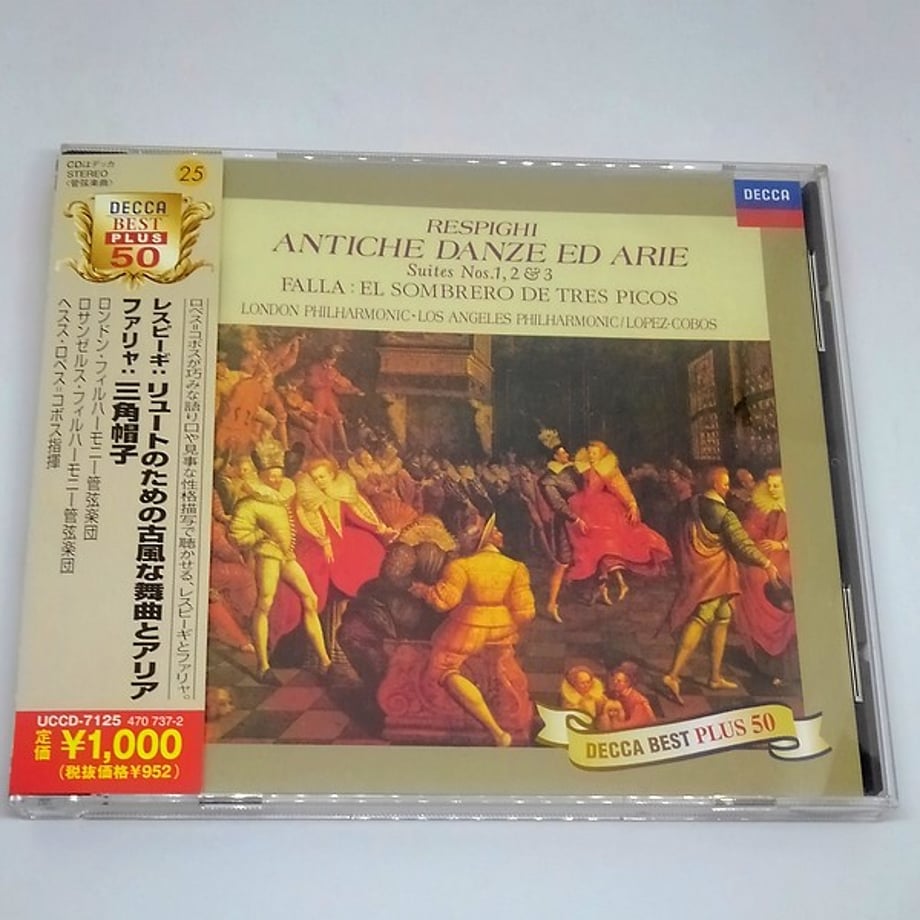 CDはデッカ
STEREO
〈管弦楽曲〉
25
DECCA
BEST
PLUS
50
ロペス=コボスが巧みな語り口や見事な性格描写で聴かせる、レスピーギとファリャ。
レスピーギ:リュートのための古風な舞曲とアリア
ファリャ:三角帽子
ロンドン・フィルハーモニー管弦楽団
ロサンゼルス・フィルハーモニー管弦楽団
ヘスス・ロペス=コボス指揮
UCCD-7125 470 737-2
定価 ¥1,000
(税抜価格¥952)
DECCA
RESPIGHI
ANTICHE DANZE ED ARIE
Suites Nos.1, 2 & 3
FALLA : EL SOMBRERO DE TRES PICOS
LONDON PHILHARMONIC・LOS ANGELES PHILHARMONIC/LOPEZ-COBOS
DECCA BEST PLUS 50